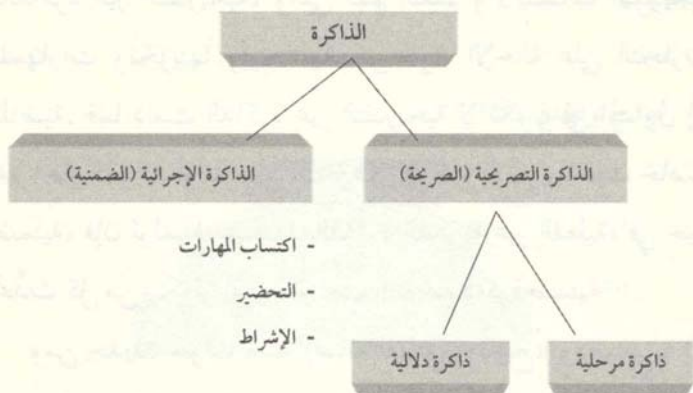 الذاكرة
الذاكرة التصريحية (الصريحة)
الذاكرة الإجرائية (الضمنية)
- اكتساب المهارات
- التحضير
- الإشراط
ذاكرة مرحلية
ذاكرة دلالية